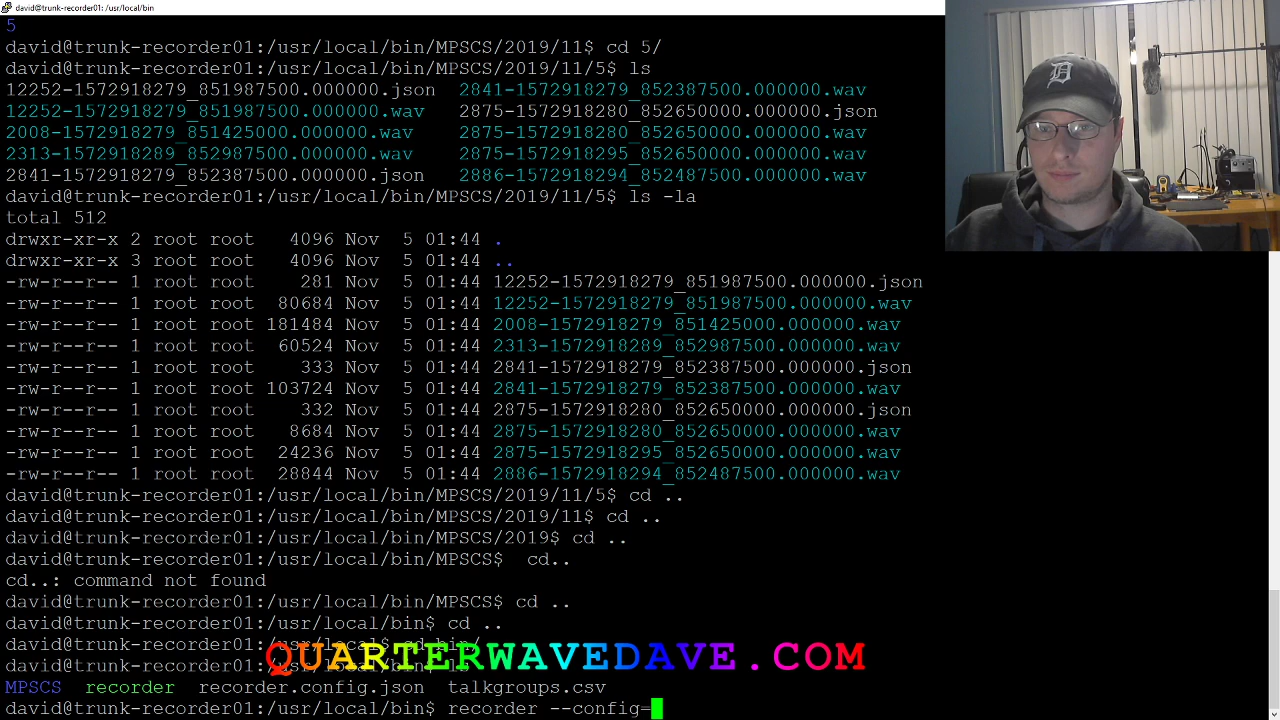 david@trunk-recorder01: /usr/local/bin
5
david@trunk-recorder01:/usr/local/bin/MPSCS/2019/11$ cd 5/
david@trunk-recorder01:/usr/local/bin/MPSCS/2019/11/5$ ls
12252-1572918279_851987500.000000.json 2841-1572918279_852387500.000000.wav
12252-1572918279_851987500.000000.wav 2875-1572918280_852650000.000000.json
2008-1572918279_851425000.000000.wav 2875-1572918280_852650000.000000.wav
2313-1572918289_852987500.000000.wav 2875-1572918295_852650000.000000.wav
2841-1572918279_852387500.000000.json 2886-1572918294_852487500.000000.wav
david@trunk-recorder01:/usr/local/bin/MPSCS/2019/11/5$ ls -la
total 512
drwxr-xr-x 2 root root 4096 Nov 5 01:44 .
drwxr-xr-x 3 root root 4096 Nov 5 01:44 ..
-rw-r--r-- 1 root root 281 Nov 5 01:44 12252-1572918279_851987500.000000.json
-rw-r--r-- 1 root root 80684 Nov 5 01:44 12252-1572918279_851987500.000000.wav
-rw-r--r-- 1 root root 181484 Nov 5 01:44 2008-1572918279_851425000.000000.wav
-rw-r--r-- 1 root root 60524 Nov 5 01:44 2313-1572918289_852987500.000000.wav
-rw-r--r-- 1 root root 333 Nov 5 01:44 2841-1572918279_852387500.000000.json
-rw-r--r-- 1 root root 103724 Nov 5 01:44 2841-1572918279_852387500.000000.wav
-rw-r--r-- 1 root root 332 Nov 5 01:44 2875-1572918280_852650000.000000.json
-rw-r--r-- 1 root root 8684 Nov 5 01:44 2875-1572918280_852650000.000000.wav
-rw-r--r-- 1 root root 24236 Nov 5 01:44 2875-1572918295_852650000.000000.wav
-rw-r--r-- 1 root root 28844 Nov 5 01:44 2886-1572918294_852487500.000000.wav
david@trunk-recorder01:/usr/local/bin/MPSCS/2019/11/5$ cd ..
david@trunk-recorder01:/usr/local/bin/MPSCS/2019/11$ cd ..
david@trunk-recorder01:/usr/local/bin/MPSCS/2019$ cd ..
david@trunk-recorder01:/usr/local/bin/MPSCS$  cd..
cd..: command not found
david@trunk-recorder01:/usr/local/bin/MPSCS$ cd ..
david@trunk-recorder01:/usr/local/bin$ cd ..
david@trunk-recorder01:/usr/local$ cd bin/
david@trunk-recorder01:
QUARTERWAVEDAVE.COM
MPSCS recorder recorder.config.json talkgroups.csv
david@trunk-recorder01:/usr/local/bin$ recorder --config=